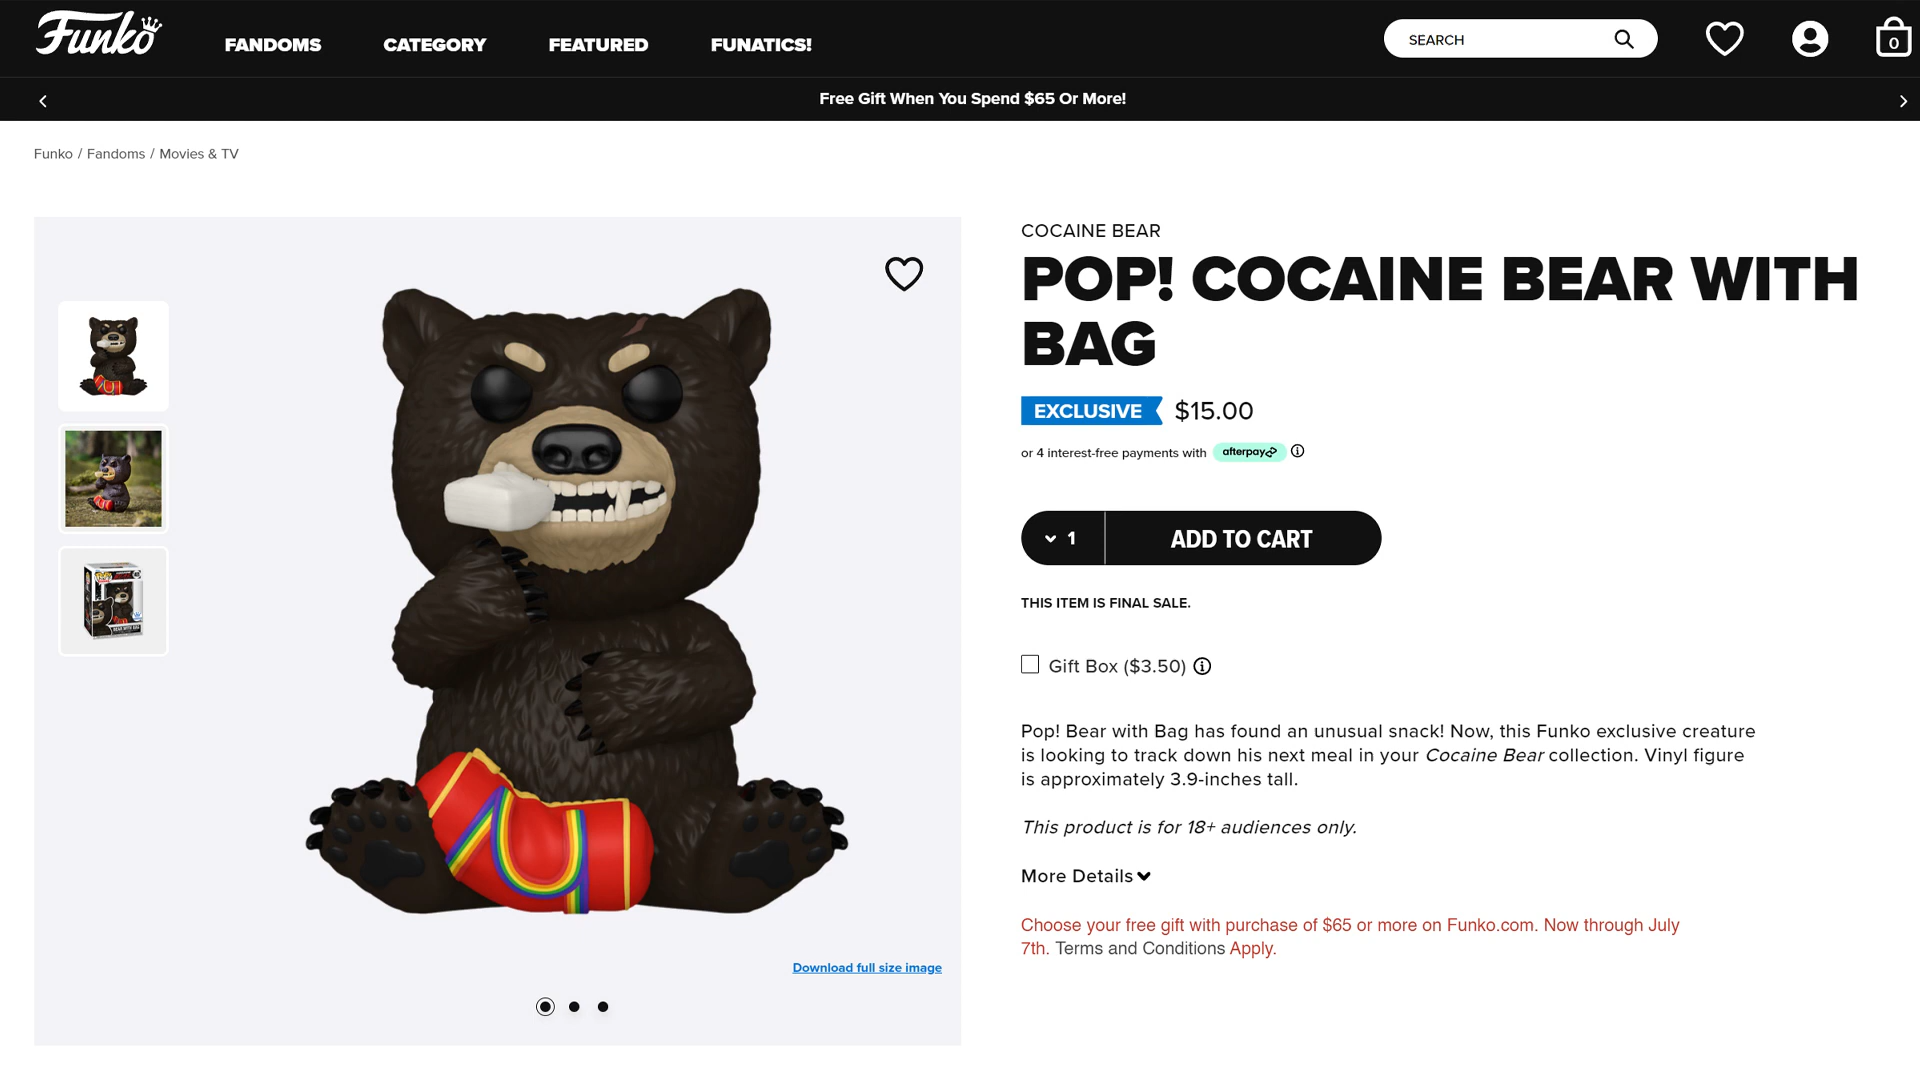 Funko
FANDOMS
CATEGORY
FEATURED
FUNATICS!
SEARCH
0
Free Gift When You Spend $65 Or More!
Funko / Fandoms / Movies & TV
COCAINE BEAR
POP! COCAINE BEAR WITH
BAG
EXCLUSIVE $15.00
or 4 interest-free payments with afterpay
1 ADD TO CART
THIS ITEM IS FINAL SALE.
Gift Box ($3.50)
Pop! Bear with Bag has found an unusual snack! Now, this Funko exclusive creature
is looking to track down his next meal in your Cocaine Bear collection. Vinyl figure
is approximately 3.9-inches tall.
This product is for 18+ audiences only.
More Details
Choose your free gift with purchase of $65 or more on Funko.com. Now through July
7th. Terms and Conditions Apply.
Download full size image